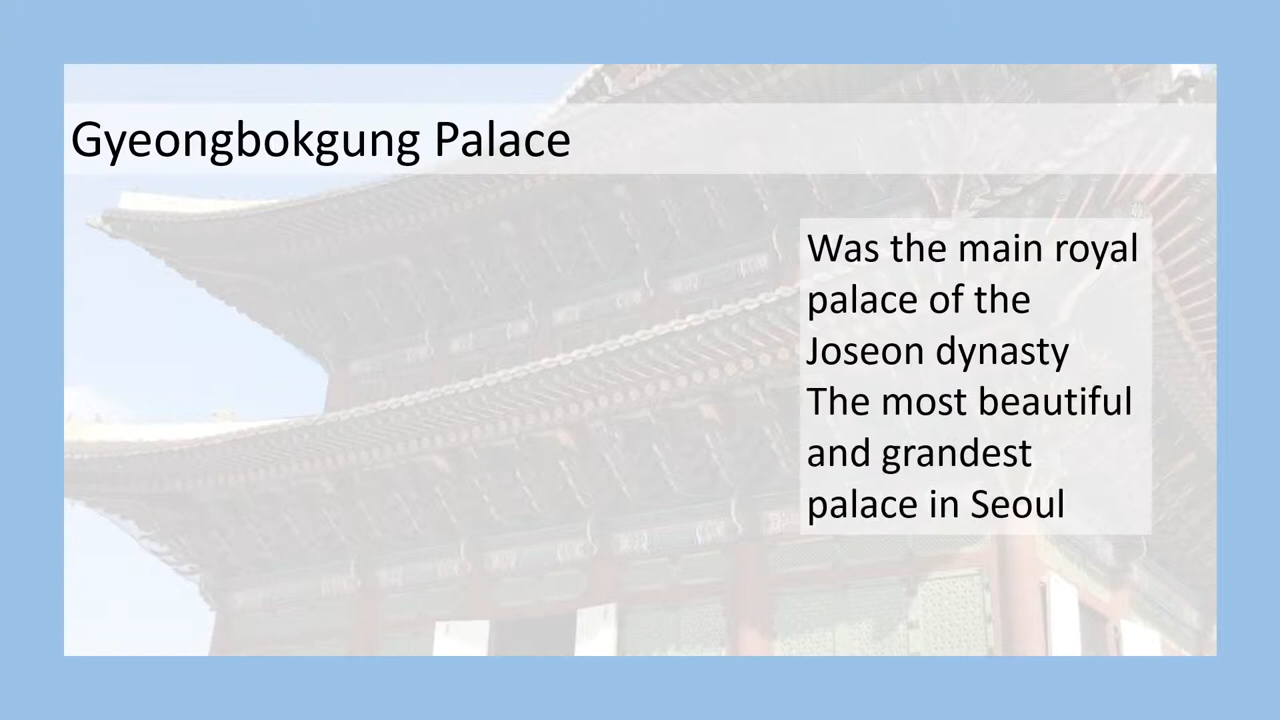 Gyeongbokgung Palace
Was the main royal
palace of the
Joseon dynasty
The most beautiful
and grandest
palace in Seoul